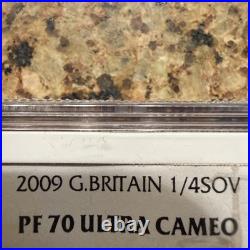 2009 G.BRITAIN 1/4SOV
PF 70 ULTRA CAMEO